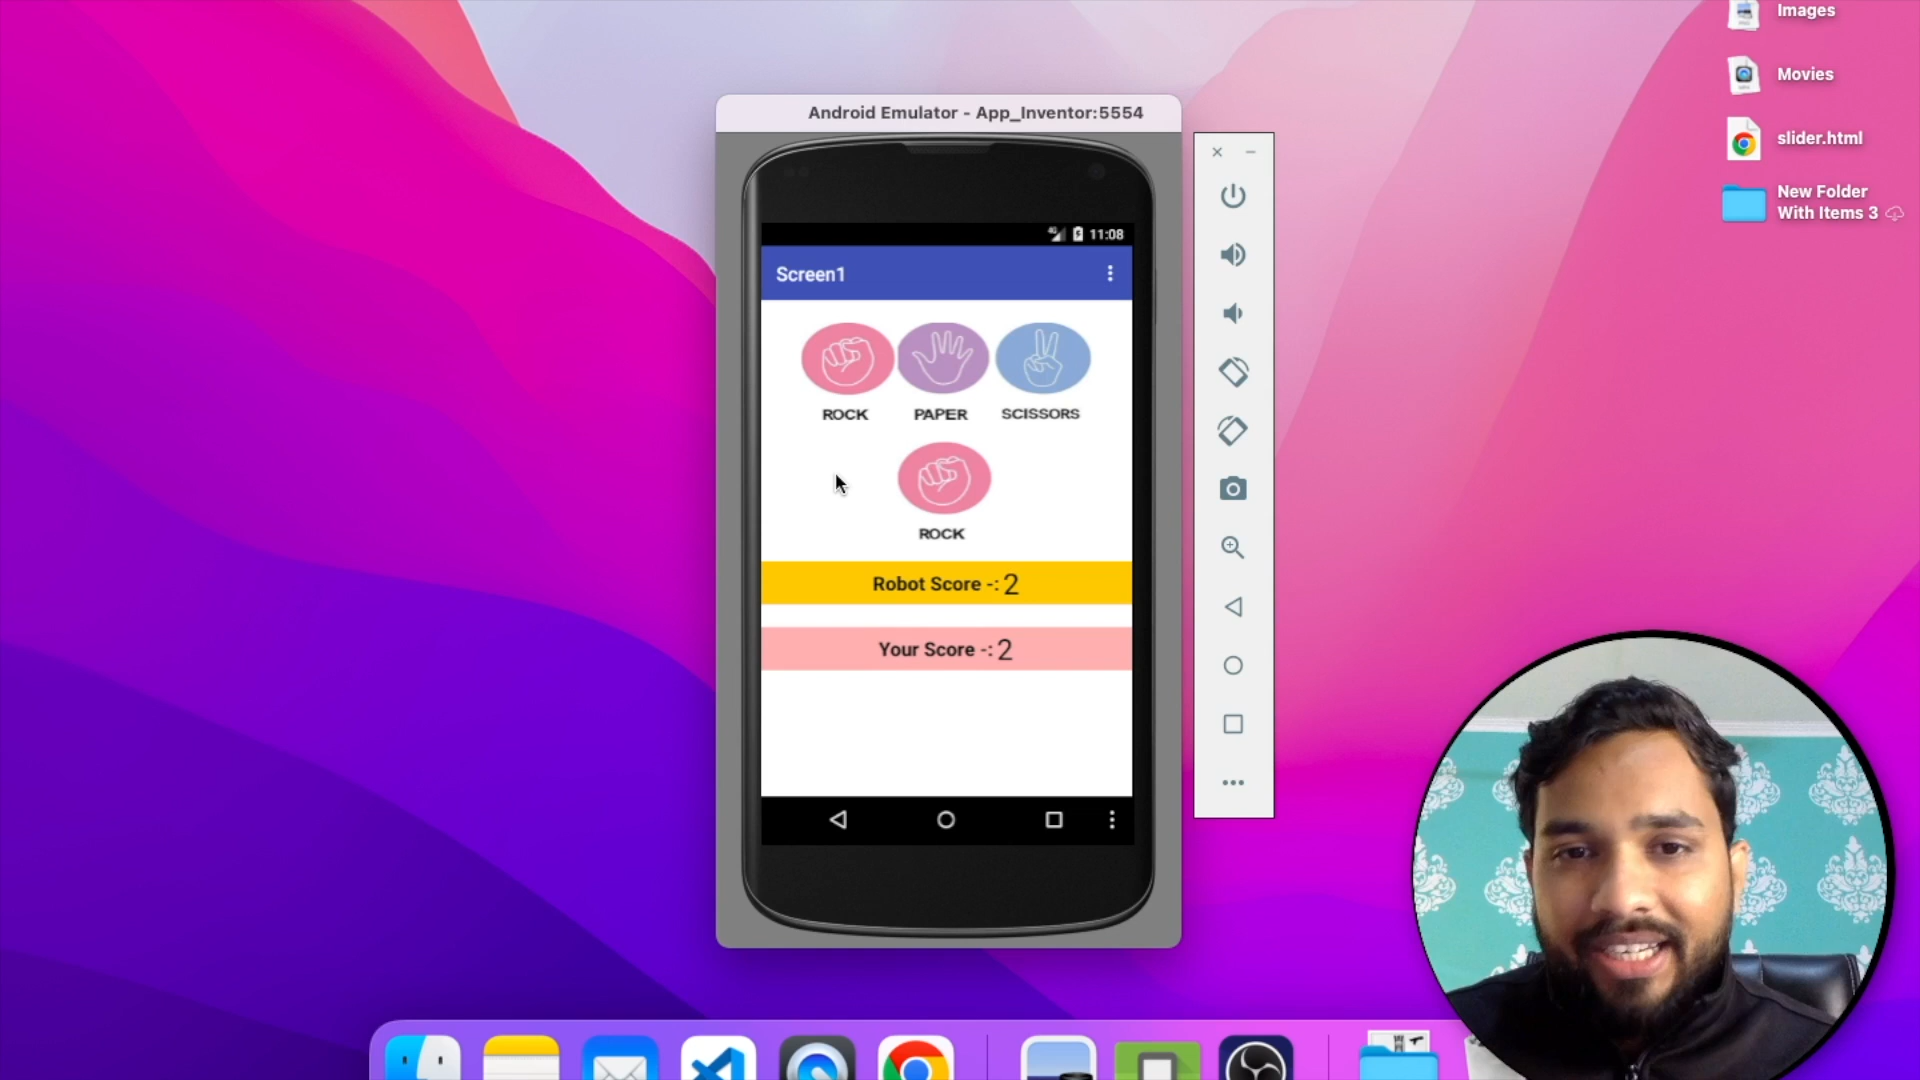 Images
Movies
slider.html
New Folder
With Items 3
Android Emulator - App_Inventor:5554
4G
11:08
Screen1
ROCK
PAPER
SCISSORS
ROCK
Robot Score -: 2
Your Score -: 2